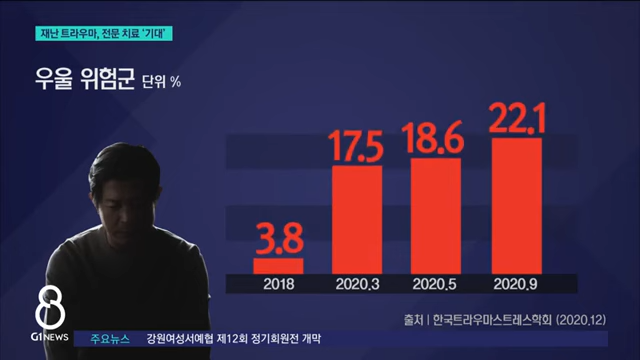 재난 트라우마, 전문 치료 '기대'
우울 위험군 단위 %
3.8
17.5
18.6
22.1
2018
2020.3
2020.5
2020.9
출처 | 한국트라우마스트레스학회 (2020.12)
8
G1NEWS
주요뉴스 강원여성서예협 제12회 정기회원전 개막